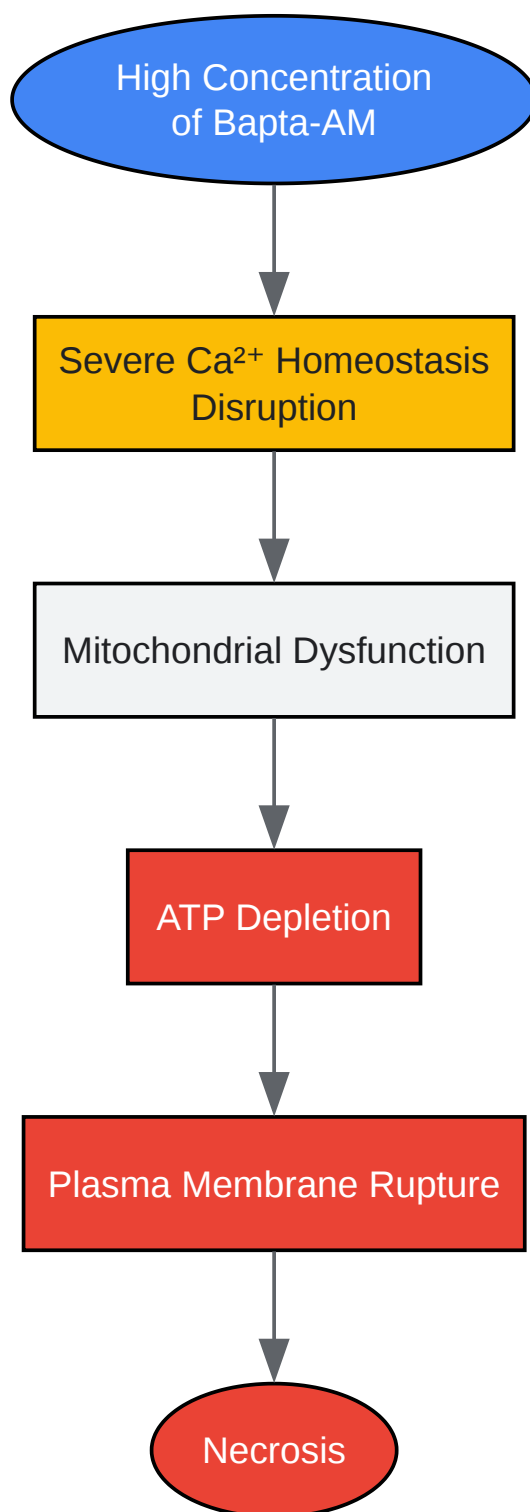 High Concentration
of Bapta-AM
Severe Ca²⁺ Homeostasis
Disruption
Mitochondrial Dysfunction
ATP Depletion
Plasma Membrane Rupture
Necrosis